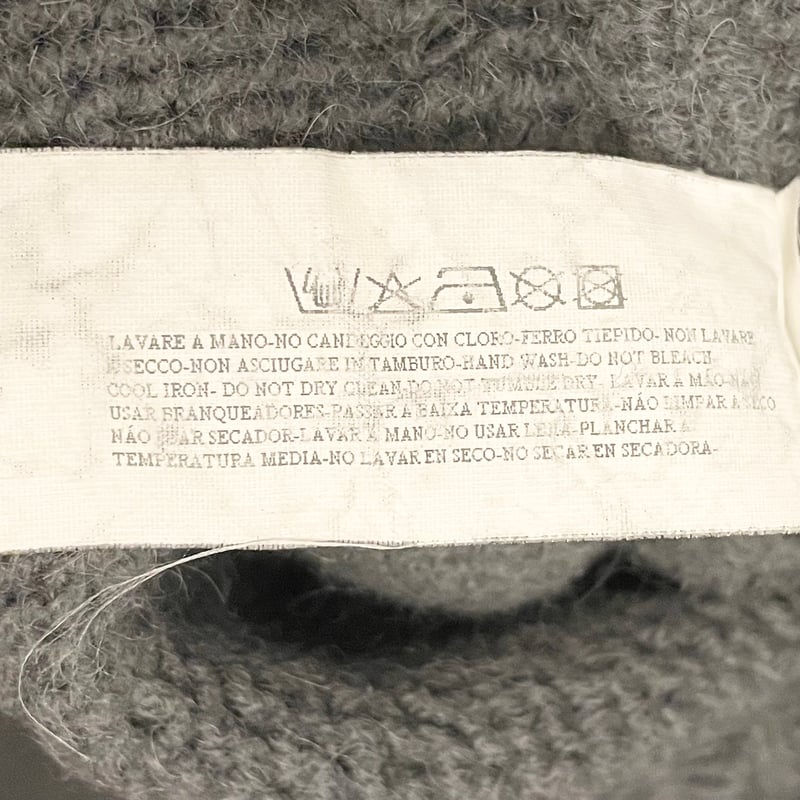 LAVARE A MANO-NO CANDEGGIO CON CLORO-FERRO TIEPIDO- NON LAVARE
A SECCO-NON ASCIUGARE IN TAMBURO-HAND WASH-DO NOT BLEACH
COOL IRON- DO NOT DRY CLEAN-DO NOT TUMBLE DRY- LAVAR A MÃO-NÃO
USAR BRANQUEADORES-PASSAR A BAIXA TEMPERATURA-NÃO LIMPAR A SECO
NÃO USAR SECADOR-LAVAR A MANO-NO USAR LEJIA-PLANCHAR A
TEMPERATURA MEDIA-NO LAVAR EN SECO-NO SECAR EN SECADORA-